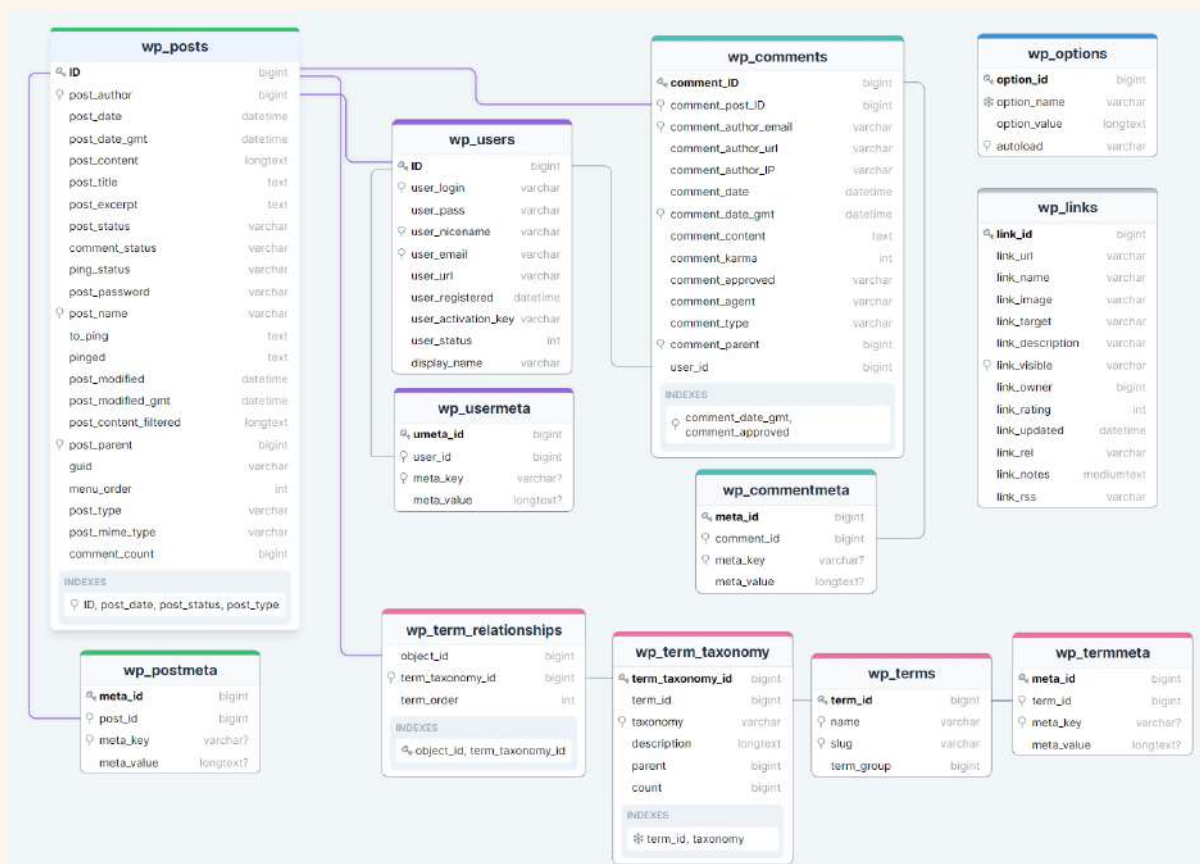 wp_posts
ID bigint
post_author bigint
post_date datetime
post_date_gmt datetime
post_content longtext
post_title text
post_excerpt text
post_status varchar
comment_status varchar
ping_status varchar
post_password varchar
post_name varchar
to_ping text
pinged text
post_modified datetime
post_modified_gmt datetime
post_content_filtered longtext
post_parent bigint
guid varchar
menu_order int
post_type varchar
post_mime_type varchar
comment_count bigint
INDEXES
ID, post_date, post_status, post_type
wp_postmeta
meta_id bigint
post_id bigint
meta_key varchar?
meta_value longtext?
wp_users
ID bigint
user_login varchar
user_pass varchar
user_nicename varchar
user_email varchar
user_url varchar
user_registered datetime
user_activation_key varchar
user_status int
display_name varchar
wp_usermeta
umeta_id bigint
user_id bigint
meta_key varchar?
meta_value longtext?
wp_term_relationships
object_id bigint
term_taxonomy_id bigint
term_order int
INDEXES
object_id, term_taxonomy_id
wp_comments
comment_ID bigint
comment_post_ID bigint
comment_author_email varchar
comment_author_url varchar
comment_author_IP varchar
comment_date datetime
comment_date_gmt datetime
comment_content text
comment_karma int
comment_approved varchar
comment_agent varchar
comment_type varchar
comment_parent bigint
user_id bigint
INDEXES
comment_date_gmt,
comment_approved
wp_commentmeta
meta_id bigint
comment_id bigint
meta_key varchar?
meta_value longtext?
wp_term_taxonomy
term_taxonomy_id bigint
term_id bigint
taxonomy varchar
description longtext
parent bigint
count bigint
INDEXES
term_id, taxonomy
wp_terms
term_id bigint
name varchar
slug varchar
term_group bigint
wp_options
option_id bigint
option_name varchar
option_value longtext
autoload varchar
wp_links
link_id bigint
link_url varchar
link_name varchar
link_image varchar
link_target varchar
link_description varchar
link_visible varchar
link_owner bigint
link_rating int
link_updated datetime
link_rel varchar
link_notes mediumtext
link_rss varchar
wp_termmeta
meta_id bigint
term_id bigint
meta_key varchar?
meta_value longtext?